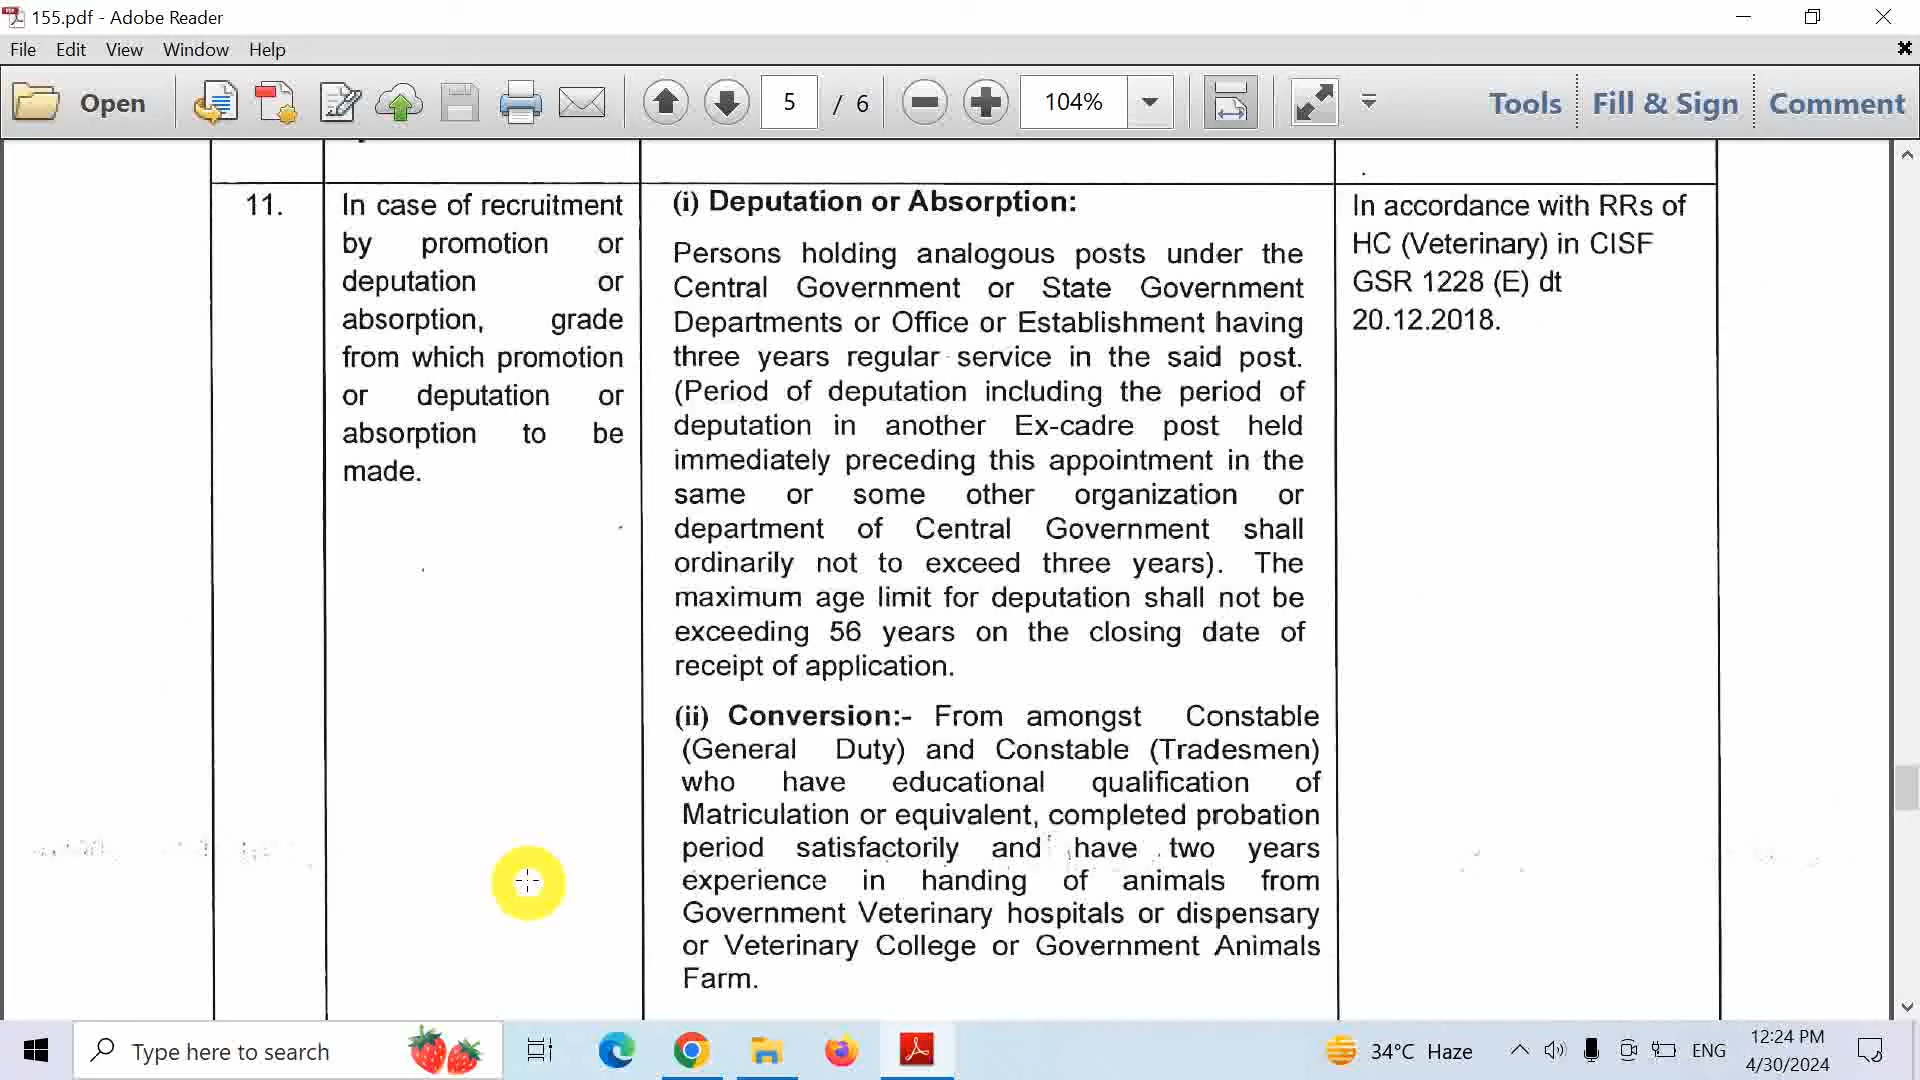 155.pdf - Adobe Reader
File Edit View Window Help
Open 5 / 6 104% Tools Fill & Sign Comment
11.
In case of recruitment
by promotion or
deputation or
absorption, grade
from which promotion
or deputation or
absorption to be
made.
(i) Deputation or Absorption:
Persons holding analogous posts under the
Central Government or State Government
Departments or Office or Establishment having
three years regular service in the said post.
(Period of deputation including the period of
deputation in another Ex-cadre post held
immediately preceding this appointment in the
same or some other organization or
department of Central Government shall
ordinarily not to exceed three years). The
maximum age limit for deputation shall not be
exceeding 56 years on the closing date of
receipt of application.
(ii) Conversion:- From amongst Constable
(General Duty) and Constable (Tradesmen)
who have educational qualification of
Matriculation or equivalent, completed probation
period satisfactorily and have two years
experience in handing of animals from
Government Veterinary hospitals or dispensary
or Veterinary College or Government Animals
Farm.
In accordance with RRs of
HC (Veterinary) in CISF
GSR 1228 (E) dt
20.12.2018.
Type here to search
34°C Haze
ENG
12:24 PM
4/30/2024